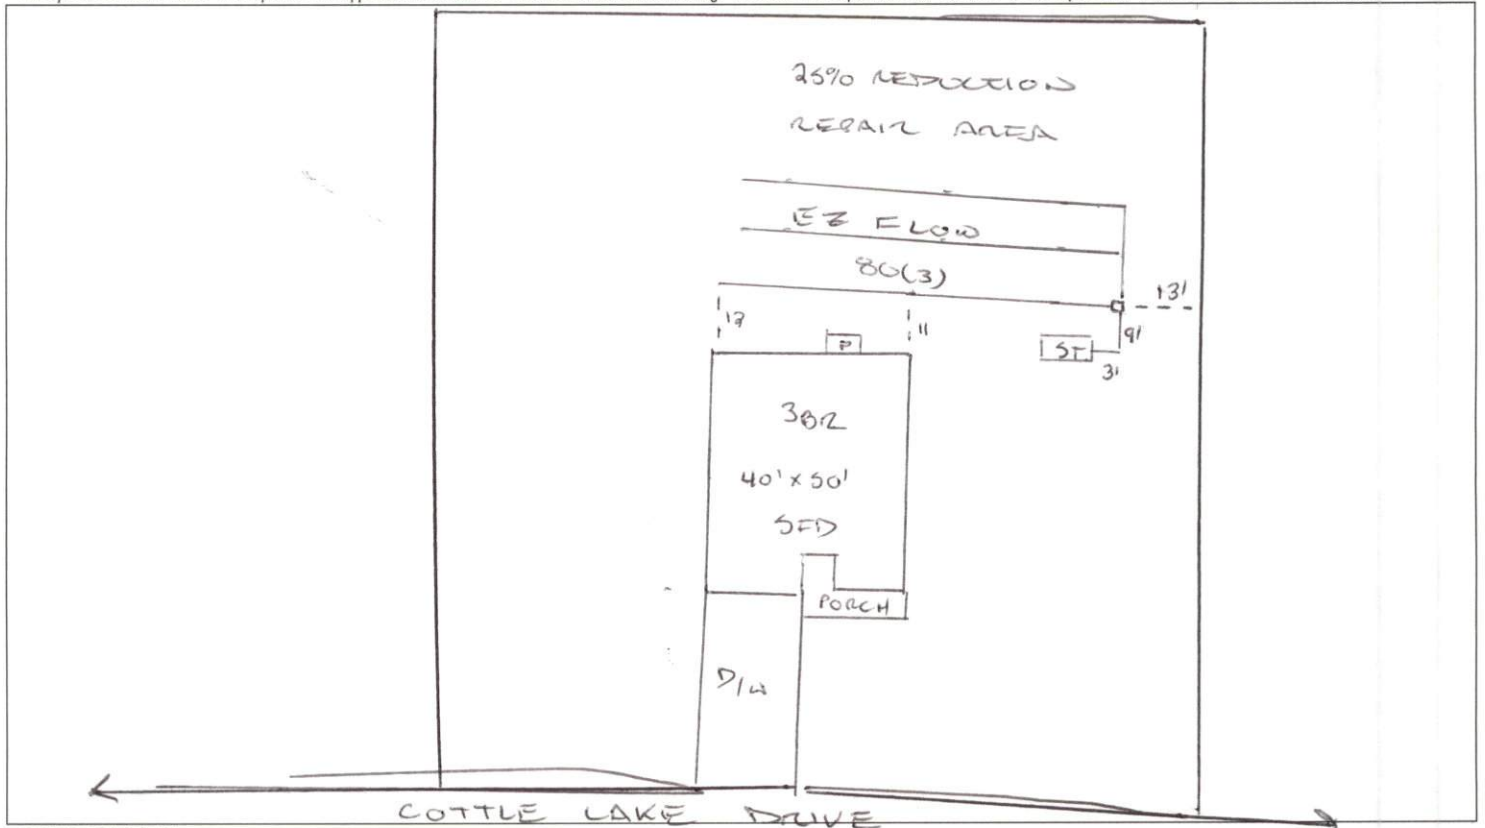 25% REDUCTION
REPAIR AREA
EZ FLOW
80(3)
13'
12
11
9'
P
ST
3'
3BR
40' x 50'
SFD
PORCH
D/W
COTTLE LAKE DRIVE